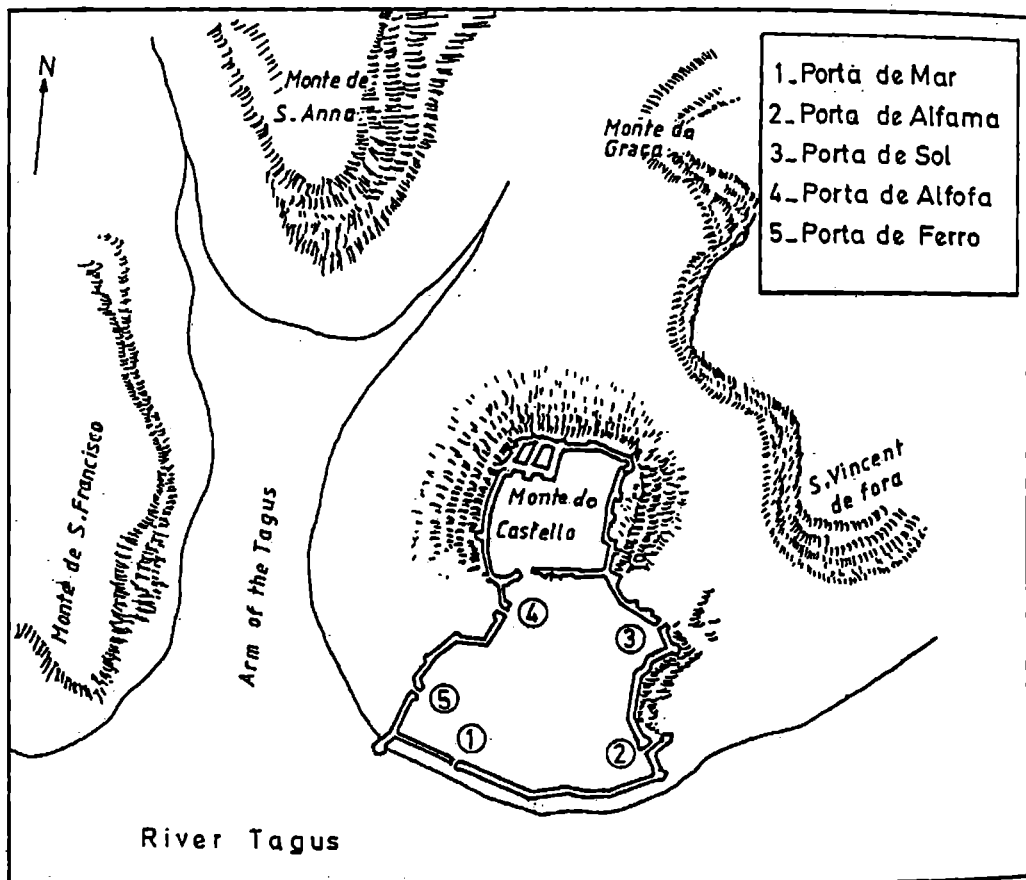 N
Monte de
S. Anna
Monte da
Graça
1_Porta de Mar
2_Porta de Alfama
3_Porta de Sol
4_Porta de Alfofa
5_Porta de Ferro
Monte de S. Francisco
Arm of the Tagus
Monte do
Castello
S. Vincent
de fora
4
3
5
1
2
River Tagus